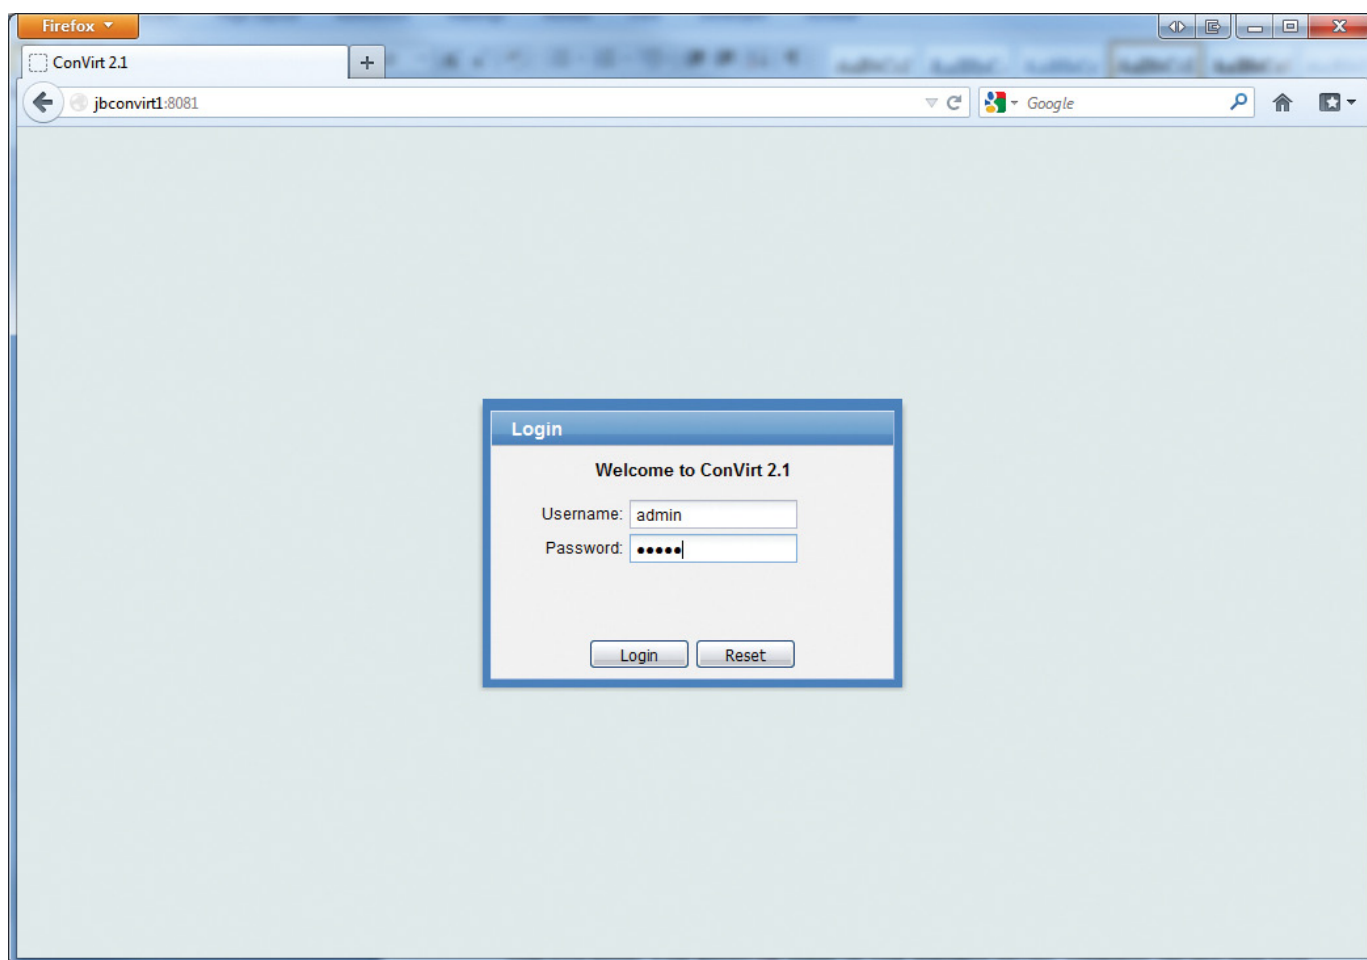 Firefox
ConVirt 2.1
jbconvirt1:8081
Google
Login
Welcome to ConVirt 2.1
Username: admin
Password: •••••
Login Reset